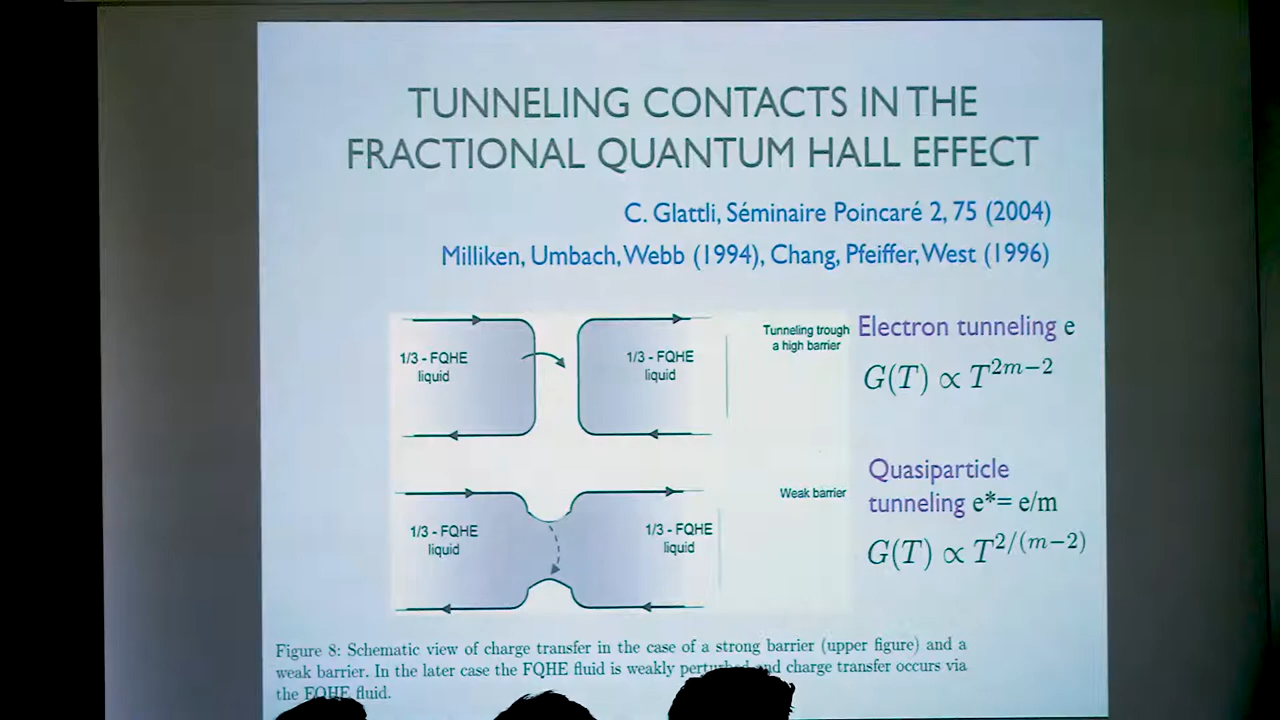 TUNNELING CONTACTS IN THE
FRACTIONAL QUANTUM HALL EFFECT
C. Glattli, Séminaire Poincaré 2, 75 (2004)
Milliken, Umbach, Webb (1994), Chang, Pfeiffer, West (1996)
1/3 - FQHE
liquid
1/3 - FQHE
liquid
Tunneling trough
a high barrier
Electron tunneling e
G(T) ∝ T^{2m−2}
1/3 - FQHE
liquid
1/3 - FQHE
liquid
Weak barrier
Quasiparticle
tunneling e*= e/m
G(T) ∝ T^{2/(m−2)}
Figure 8: Schematic view of charge transfer in the case of a strong barrier (upper figure) and a
weak barrier. In the later case the FQHE fluid is weakly perturbed and charge transfer occurs via
the FQHE fluid.